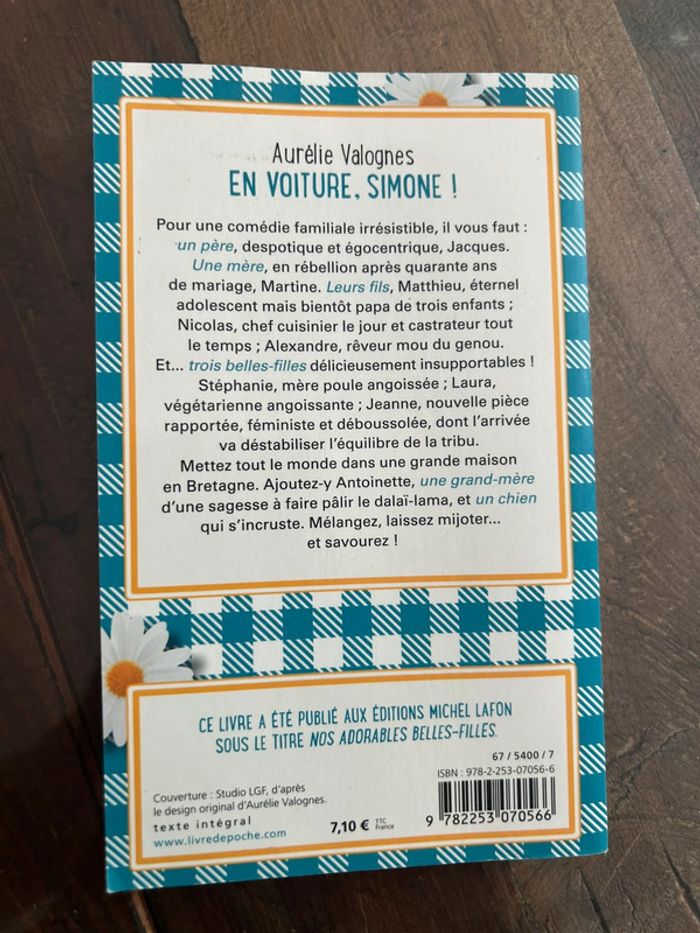 Aurélie Valognes
EN VOITURE, SIMONE !
Pour une comédie familiale irrésistible, il vous faut :
un père, despotique et égocentrique, Jacques.
Une mère, en rébellion après quarante ans
de mariage, Martine. Leurs fils, Matthieu, éternel
adolescent mais bientôt papa de trois enfants ;
Nicolas, chef cuisinier le jour et castrateur tout
le temps ; Alexandre, rêveur mou du genou.
Et... trois belles-filles délicieusement insupportables !
Stéphanie, mère poule angoissée ; Laura,
végétarienne angoissante ; Jeanne, nouvelle pièce
rapportée, féministe et déboussolée, dont l'arrivée
va déstabiliser l'équilibre de la tribu.
Mettez tout le monde dans une grande maison
en Bretagne. Ajoutez-y Antoinette, une grand-mère
d'une sagesse à faire pâlir le dalaï-lama, et un chien
qui s'incruste. Mélangez, laissez mijoter...
et savourez !
CE LIVRE A ÉTÉ PUBLIÉ AUX ÉDITIONS MICHEL LAFON
SOUS LE TITRE NOS ADORABLES BELLES-FILLES.
67 / 5400 / 7
ISBN : 978-2-253-07056-6
Couverture : Studio LGF, d'après
le design original d'Aurélie Valognes.
texte intégral
www.livredepoche.com
7,10 € TTC France
9 782253 070566